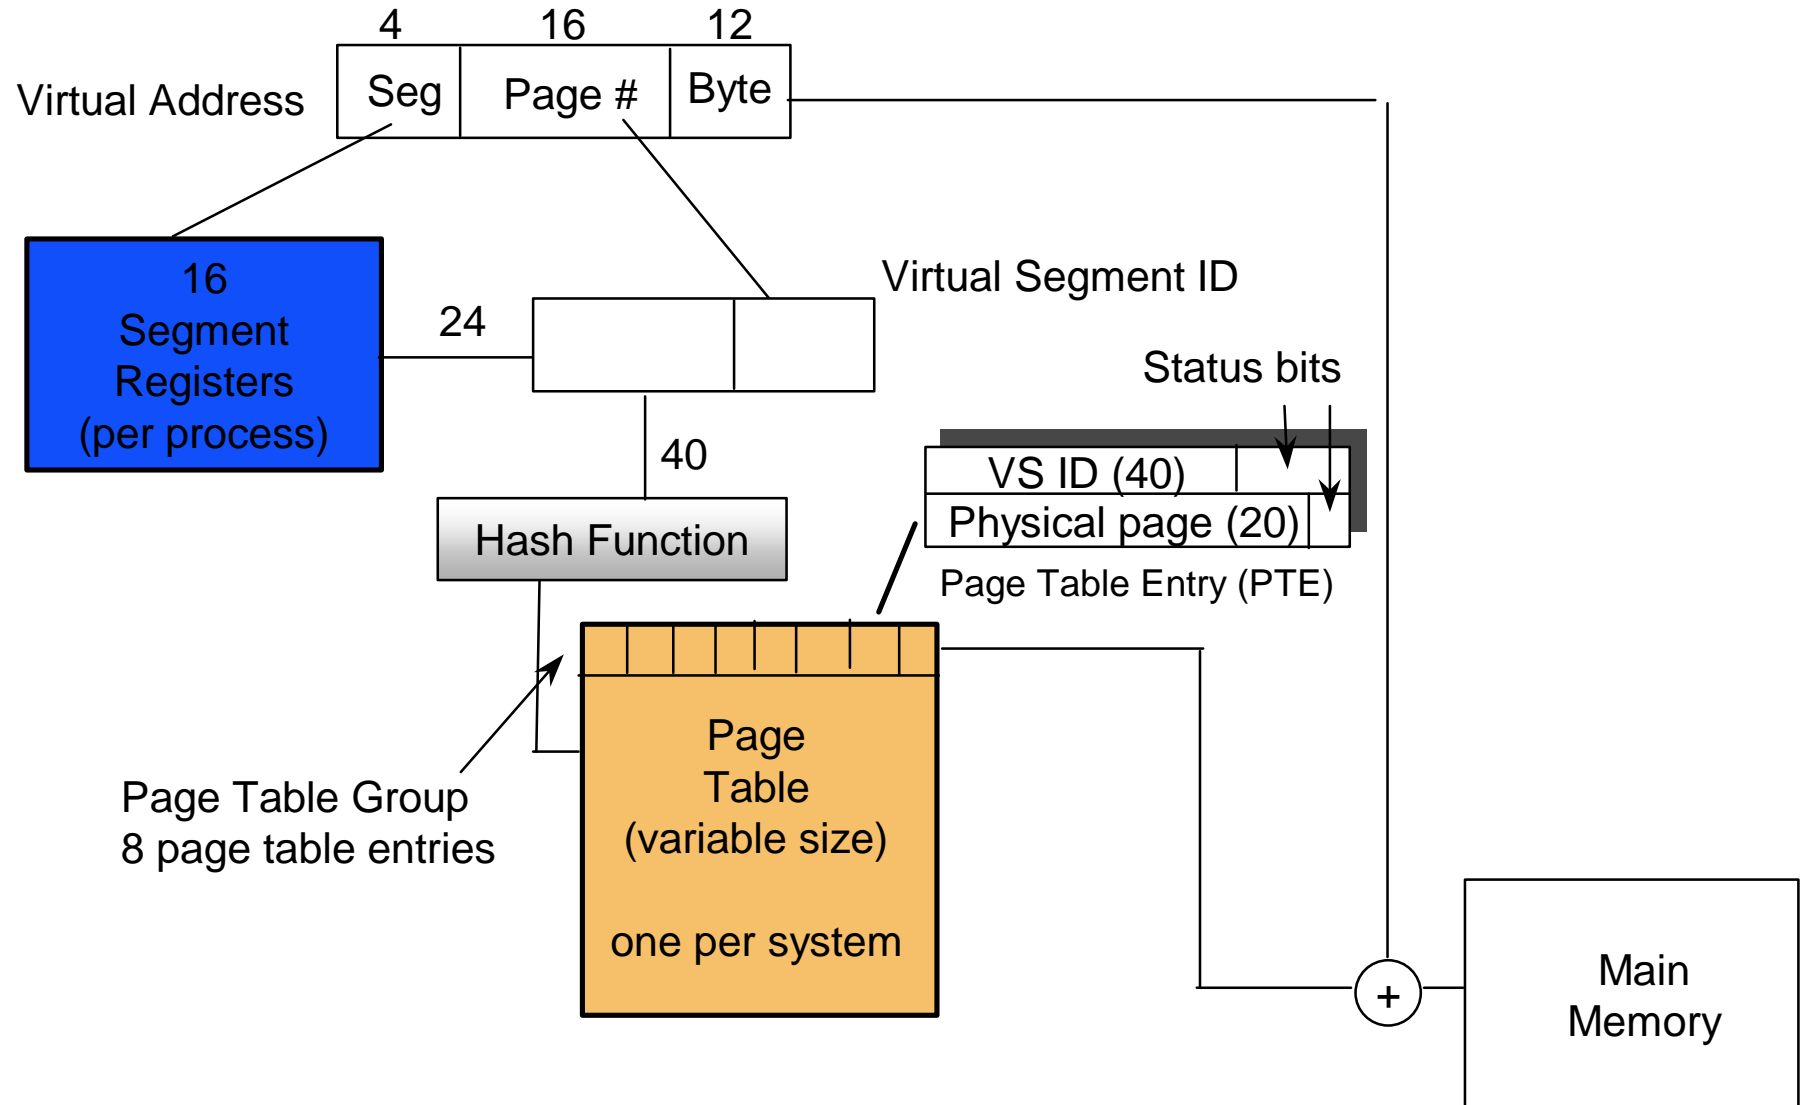 4 16 12
Virtual Address Seg Page # Byte
16
Segment
Registers
(per process)
24
Virtual Segment ID
Status bits
40
VS ID (40)
Physical page (20)
Page Table Entry (PTE)
Hash Function
Page Table Group
8 page table entries
Page
Table
(variable size)
one per system
+
Main
Memory